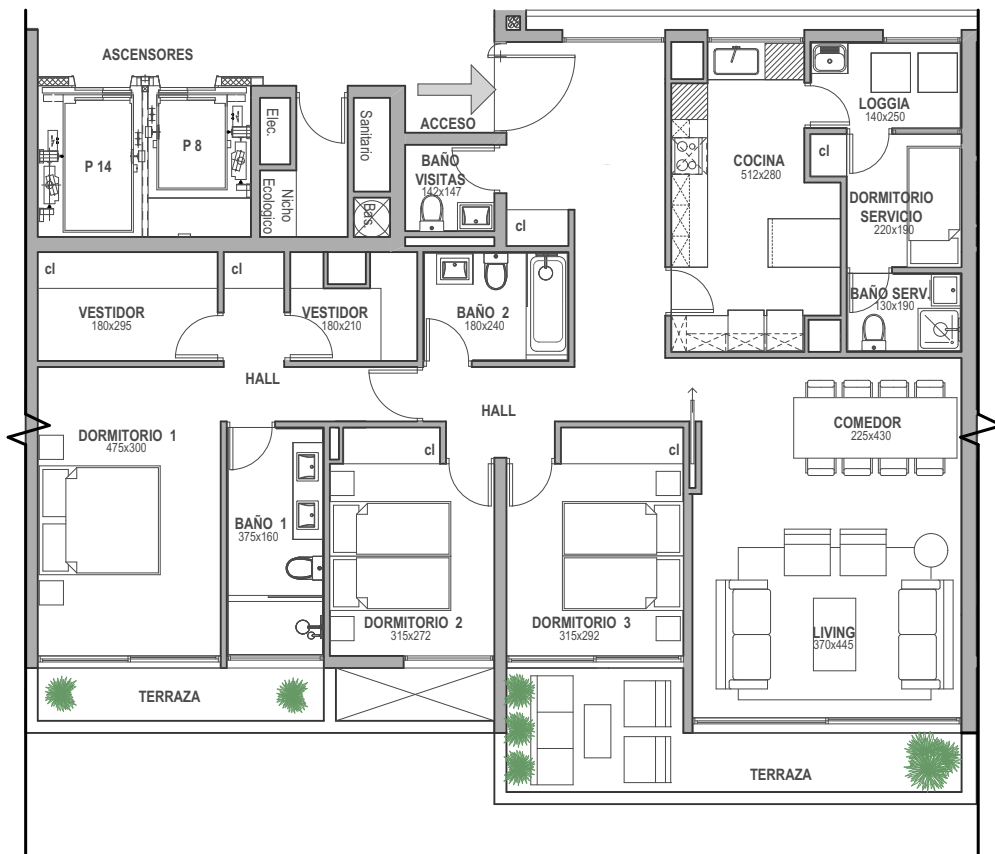 ASCENSORES
P 14
P 8
Elec.
Nicho
Ecologico
Sanitario
Bas.
ACCESO
BAÑO
VISITAS
142x147
cl
COCINA
512x280
LOGGIA
140x250
cl
DORMITORIO
SERVICIO
220x190
BAÑO SERV.
130x190
cl
VESTIDOR
180x295
cl
VESTIDOR
180x210
BAÑO 2
180x240
HALL
HALL
DORMITORIO 1
475x300
BAÑO 1
375x160
cl
DORMITORIO 2
315x272
cl
DORMITORIO 3
315x292
COMEDOR
225x430
LIVING
370x445
TERRAZA
TERRAZA